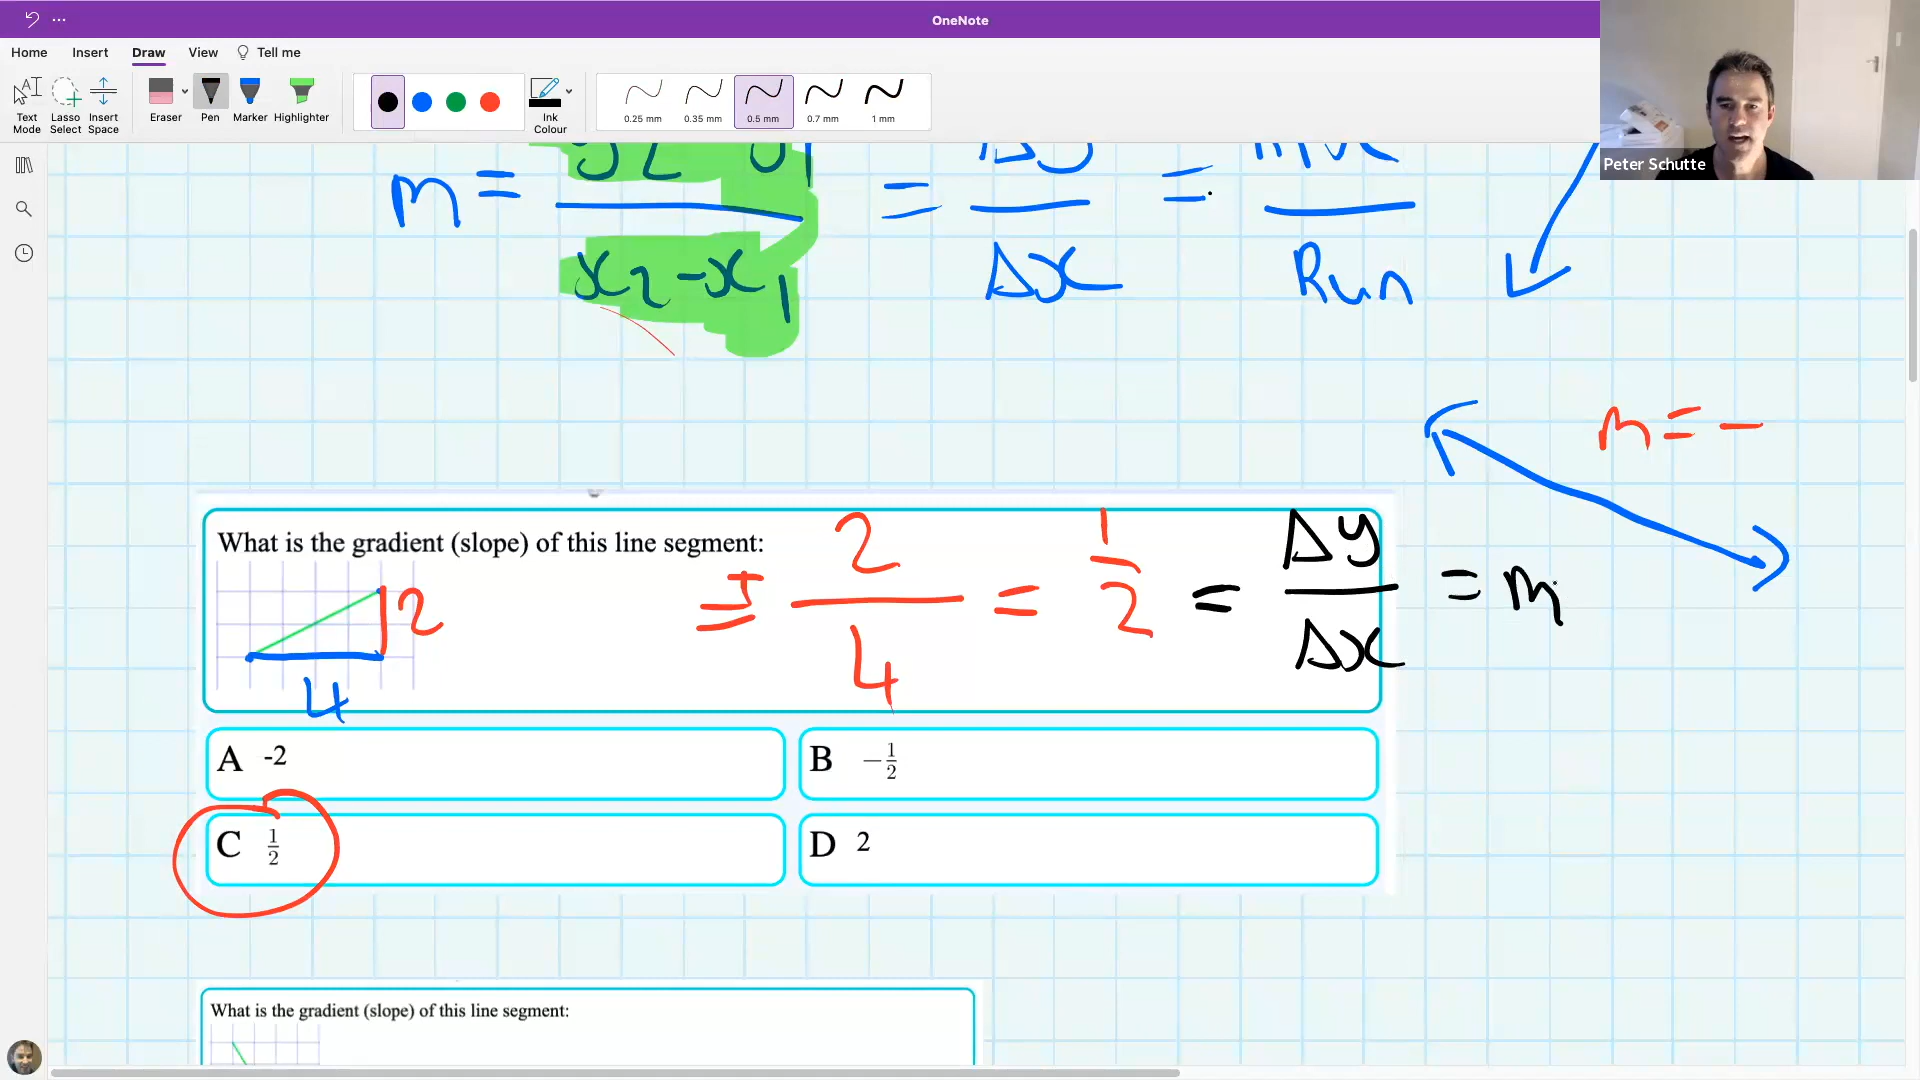 OneNote
Home Insert Draw View Tell me
Text Mode Lasso Select Insert Space Eraser Pen Marker Highlighter Ink Colour 0.25 mm 0.35 mm 0.5 mm 0.7 mm 1 mm
Peter Schutte
m = y2 - y1 / x2 - x1 = Δy / Δx = / Run
m = -
What is the gradient (slope) of this line segment:
2
4
= + 2/4 = 1/2 = Δy/Δx = m
A -2
B -1/2
C 1/2
D 2
What is the gradient (slope) of this line segment: